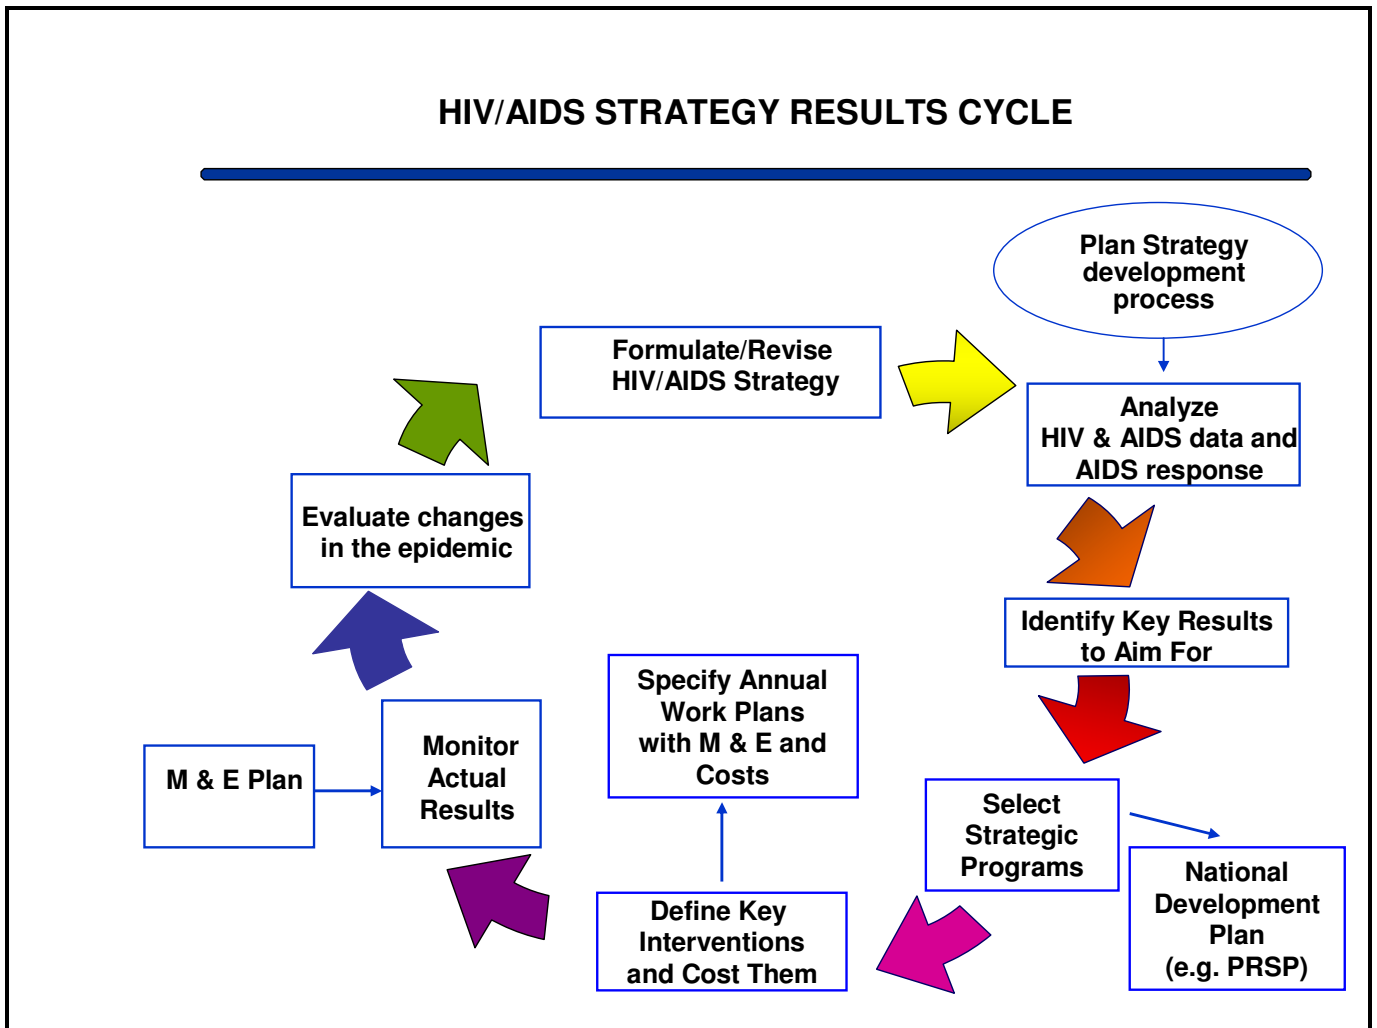 HIV/AIDS STRATEGY RESULTS CYCLE
Plan Strategy
development
process
Formulate/Revise
HIV/AIDS Strategy
Analyze
HIV & AIDS data and
AIDS response
Evaluate changes
in the epidemic
Identify Key Results
to Aim For
Specify Annual
Work Plans
with M & E and
Costs
Monitor
Actual
Results
M & E Plan
Select
Strategic
Programs
National
Development
Plan
(e.g. PRSP)
Define Key
Interventions
and Cost Them